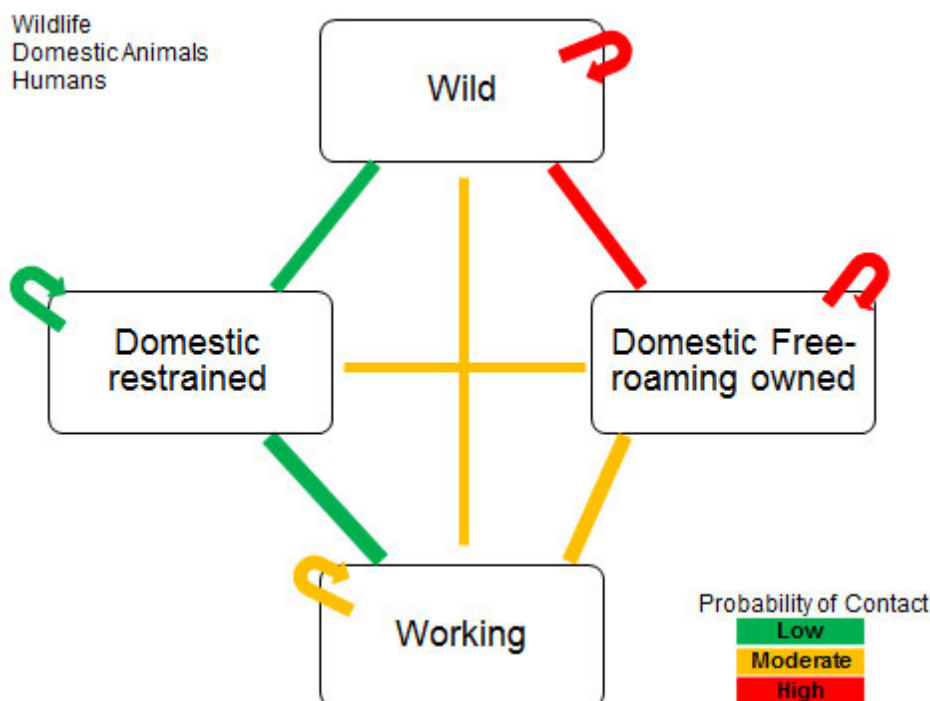 Wildlife
Domestic Animals
Humans
Wild
Domestic
restrained
Domestic Free-
roaming owned
Working
Probability of Contact
Low
Moderate
High